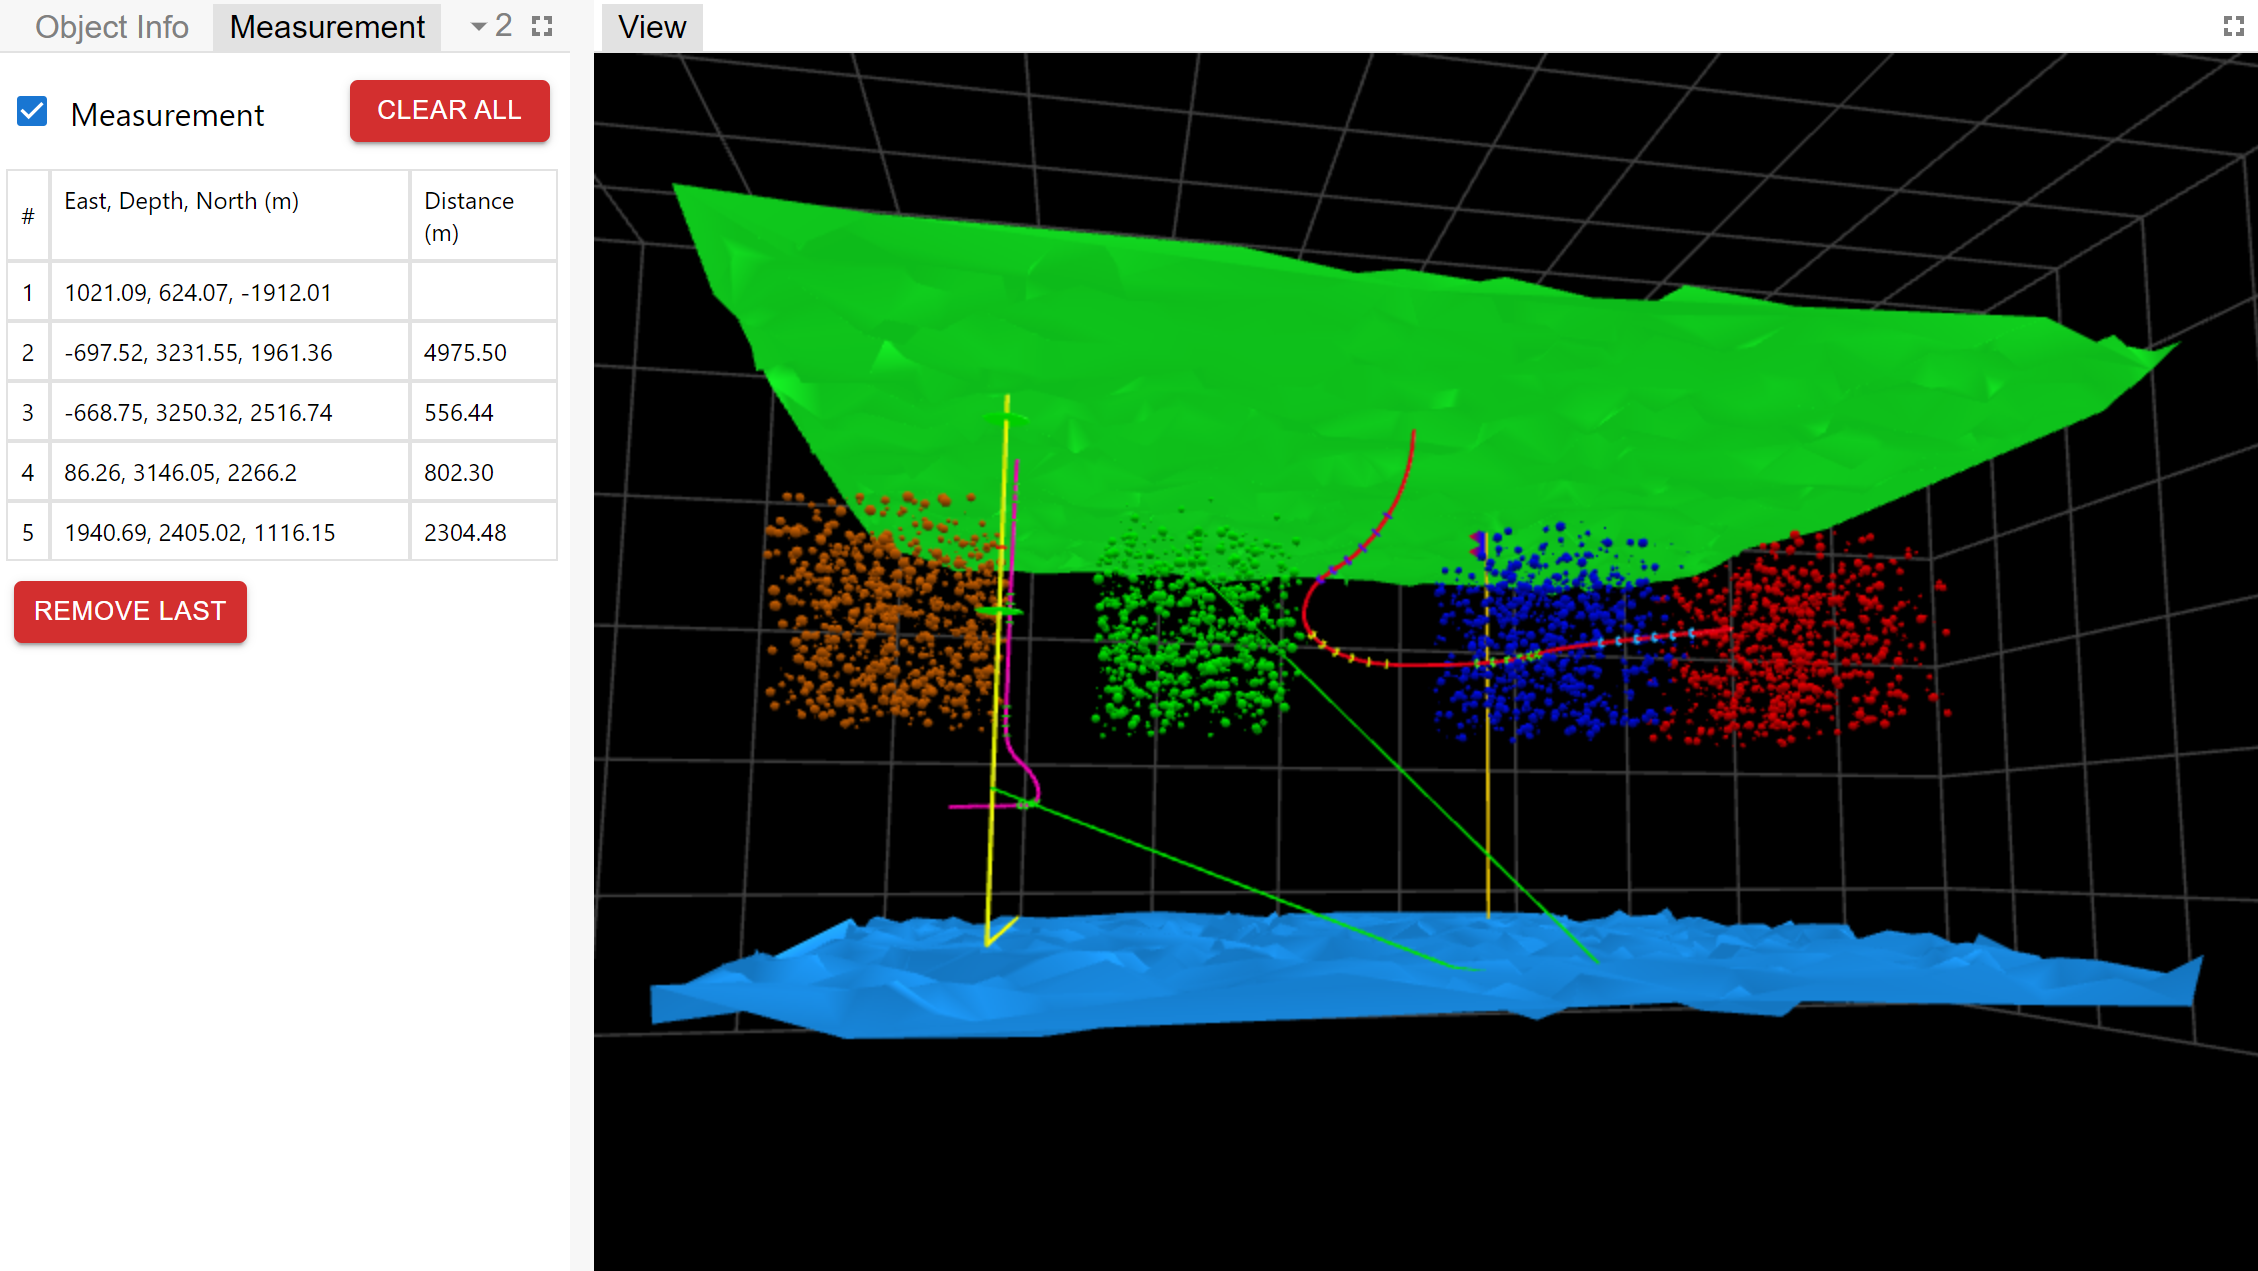 Object Info
Measurement
2
View
Measurement
CLEAR ALL
# East, Depth, North (m) Distance
(m)
1 1021.09, 624.07, -1912.01
2 -697.52, 3231.55, 1961.36 4975.50
3 -668.75, 3250.32, 2516.74 556.44
4 86.26, 3146.05, 2266.2 802.30
5 1940.69, 2405.02, 1116.15 2304.48
REMOVE LAST